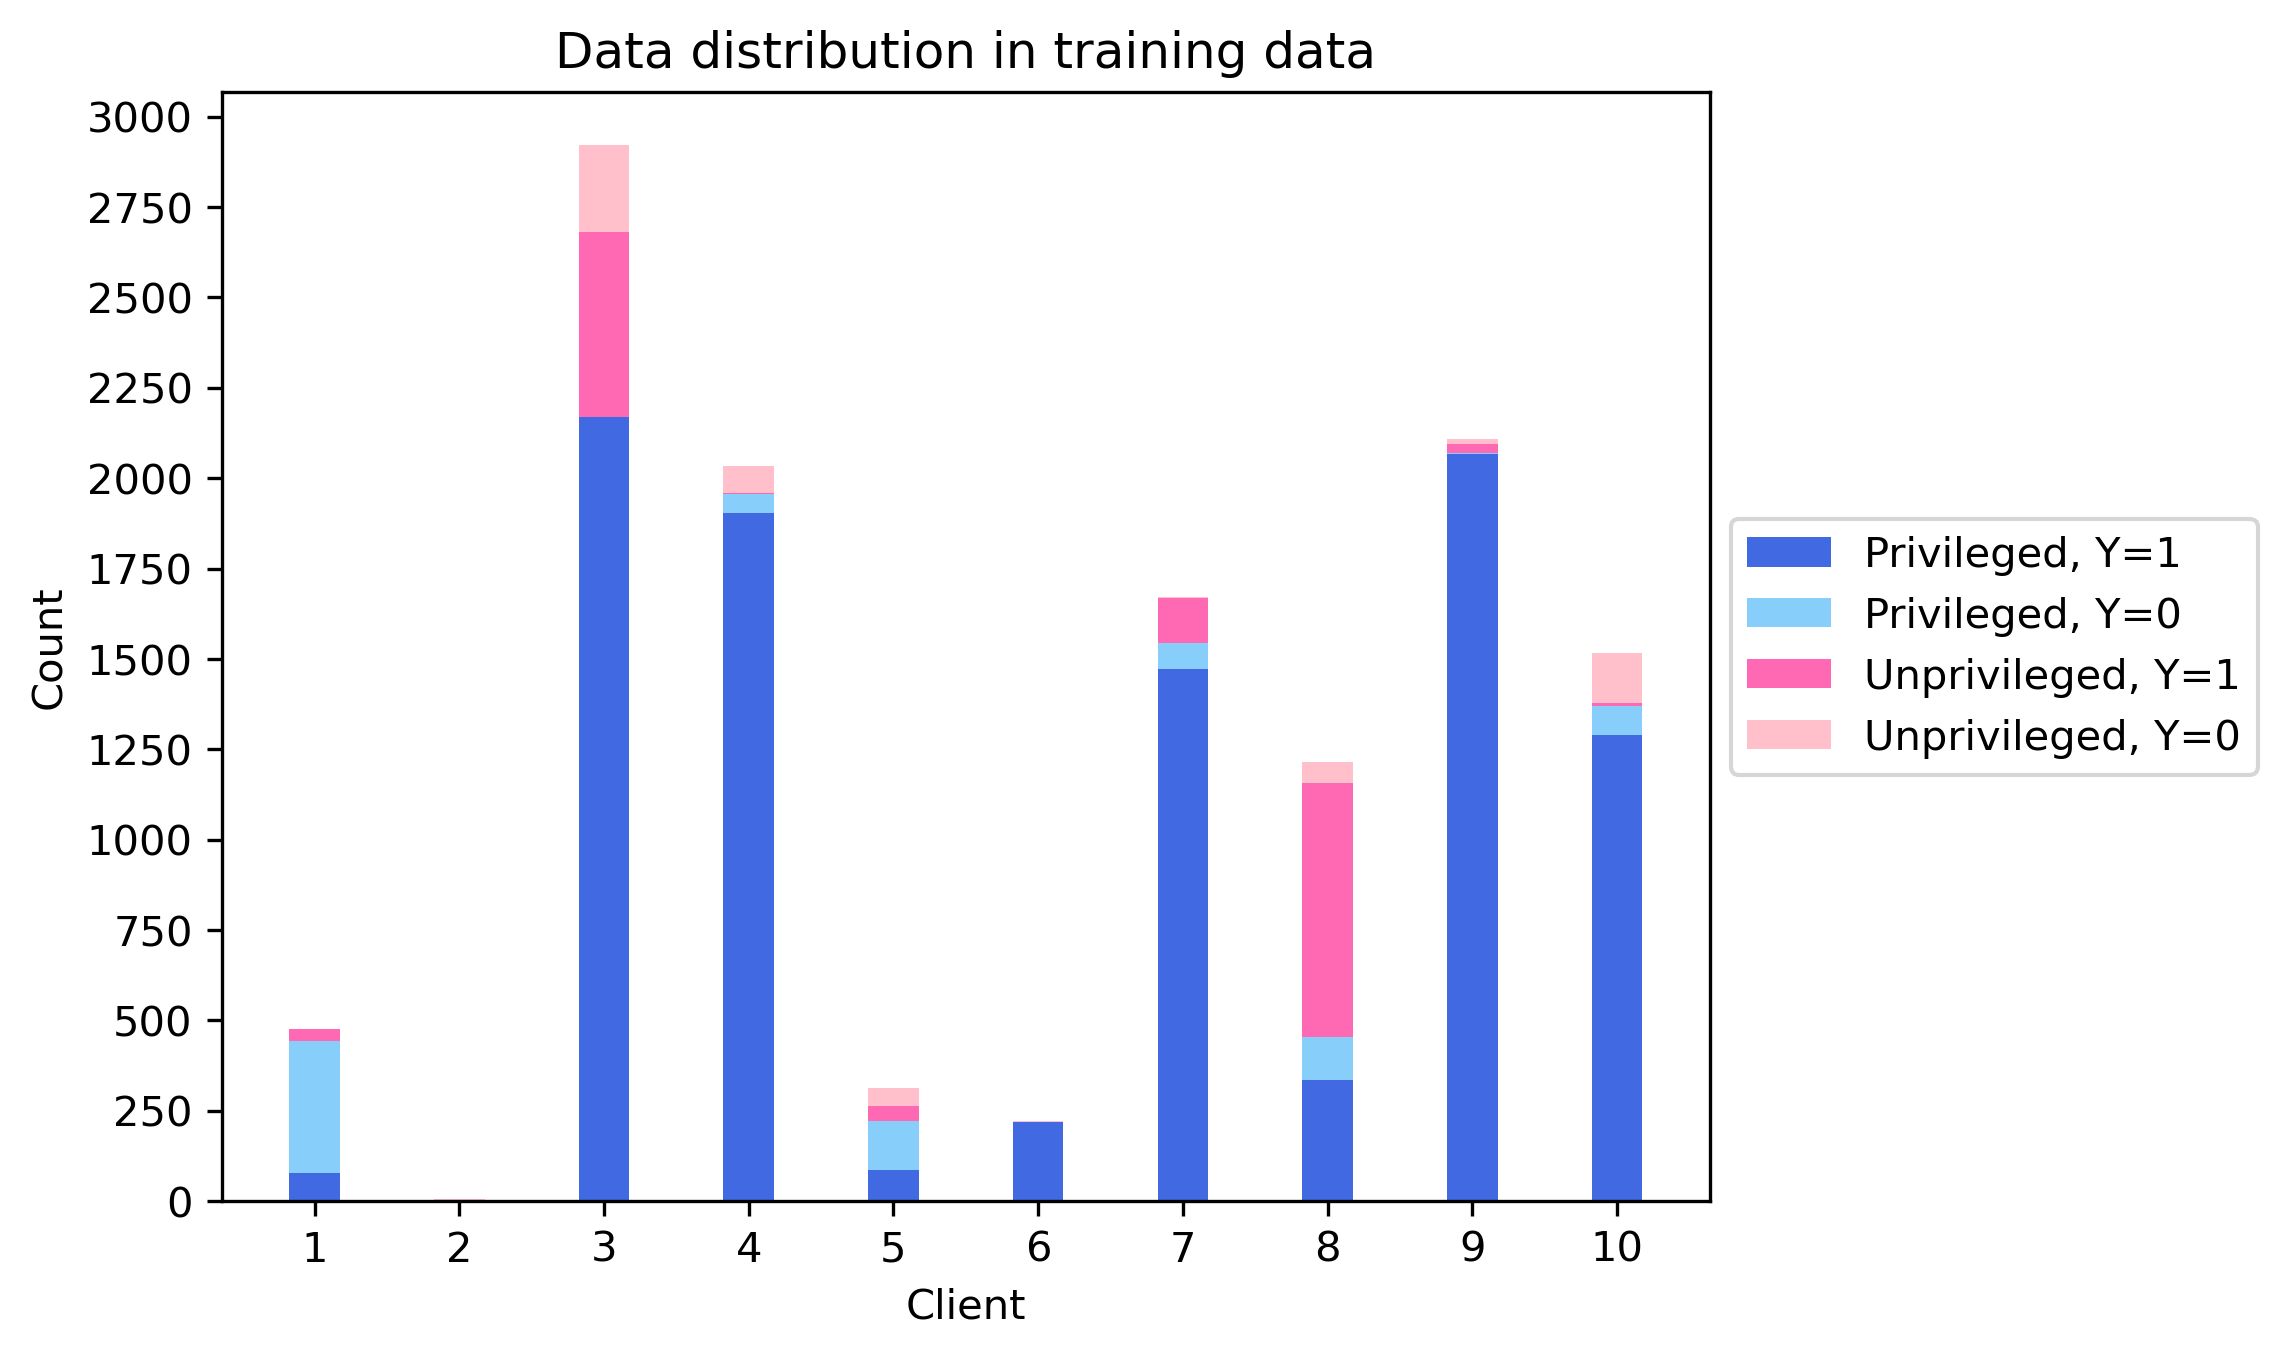 Data distribution in training data
3000
2750
2500
2250
2000
1750
1500
1250
1000
750
500
250
0
Count
1 2 3 4 5 6 7 8 9 10
Client
Privileged, Y=1
Privileged, Y=0
Unprivileged, Y=1
Unprivileged, Y=0